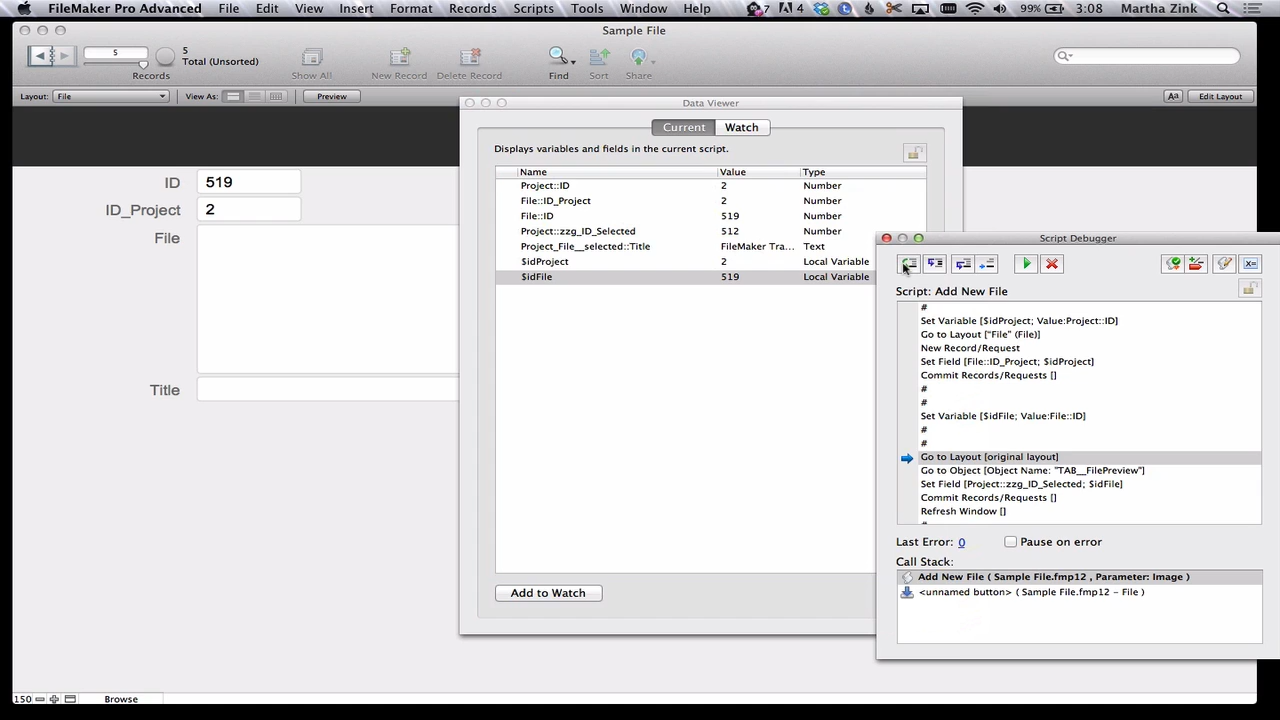 FileMaker Pro Advanced File Edit View Insert Format Records Scripts Tools Window Help 7 4 99% 3:08 Martha Zink
Sample File
5
5
Total (Unsorted)
Records
Show All
New Record
Delete Record
Find
Sort
Share
Layout: File
View As:
Preview
Aa
Edit Layout
ID 519
ID_Project 2
File
Title
150
Browse
Data Viewer
Current Watch
Displays variables and fields in the current script.
Name Value Type
Project::ID 2 Number
File::ID_Project 2 Number
File::ID 519 Number
Project::zzg_ID_Selected 512 Number
Project_File__selected::Title FileMaker Tra... Text
$idProject 2 Local Variable
$idFile 519 Local Variable
Add to Watch
Script Debugger
Script: Add New File
#
Set Variable [$idProject; Value:Project::ID]
Go to Layout ["File" (File)]
New Record/Request
Set Field [File::ID_Project; $idProject]
Commit Records/Requests []
#
#
Set Variable [$idFile; Value:File::ID]
#
#
Go to Layout [original layout]
Go to Object [Object Name: "TAB__FilePreview"]
Set Field [Project::zzg_ID_Selected; $idFile]
Commit Records/Requests []
Refresh Window []
Last Error: 0
Pause on error
Call Stack:
Add New File ( Sample File.fmp12 , Parameter: Image )
<unnamed button> ( Sample File.fmp12 - File )